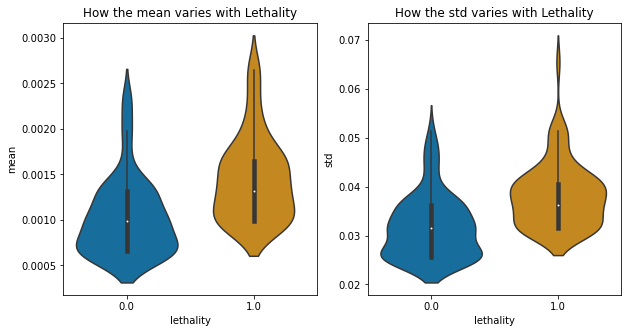 How the mean varies with Lethality
How the std varies with Lethality
0.0030
0.0025
0.0020
0.0015
0.0010
0.0005
mean
0.0
1.0
lethality
0.07
0.06
0.05
0.04
0.03
0.02
std
0.0
1.0
lethality